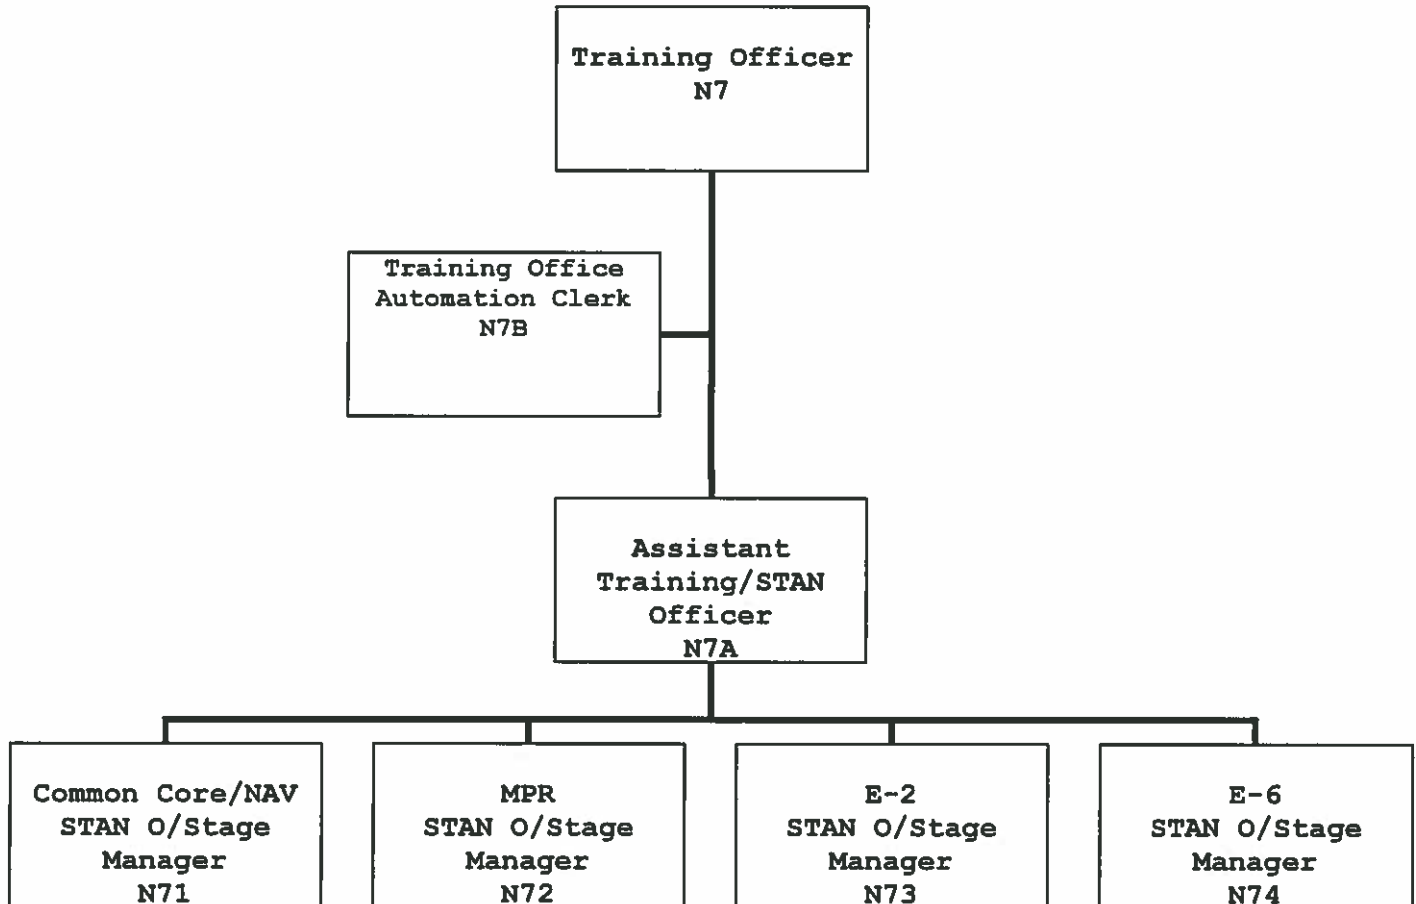 Training Officer
N7
Training Office
Automation Clerk
N7B
Assistant
Training/STAN
Officer
N7A
Common Core/NAV
STAN O/Stage
Manager
N71
MPR
STAN O/Stage
Manager
N72
E-2
STAN O/Stage
Manager
N73
E-6
STAN O/Stage
Manager
N74